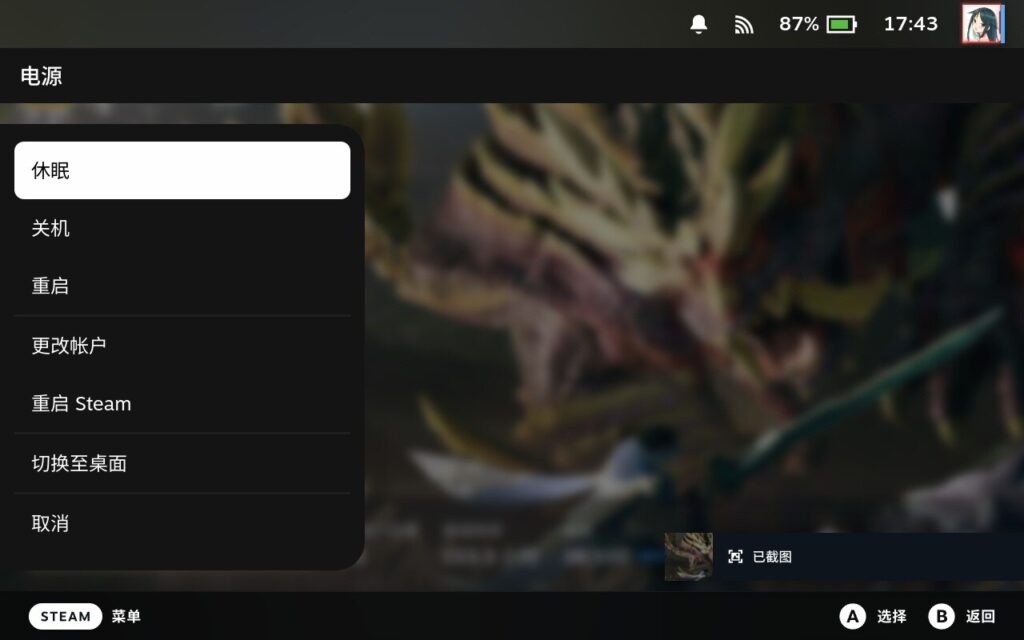 87% 17:43
电源
休眠
关机
重启
更改帐户
重启 Steam
切换至桌面
取消
已截图
STEAM 菜单 A 选择 B 返回